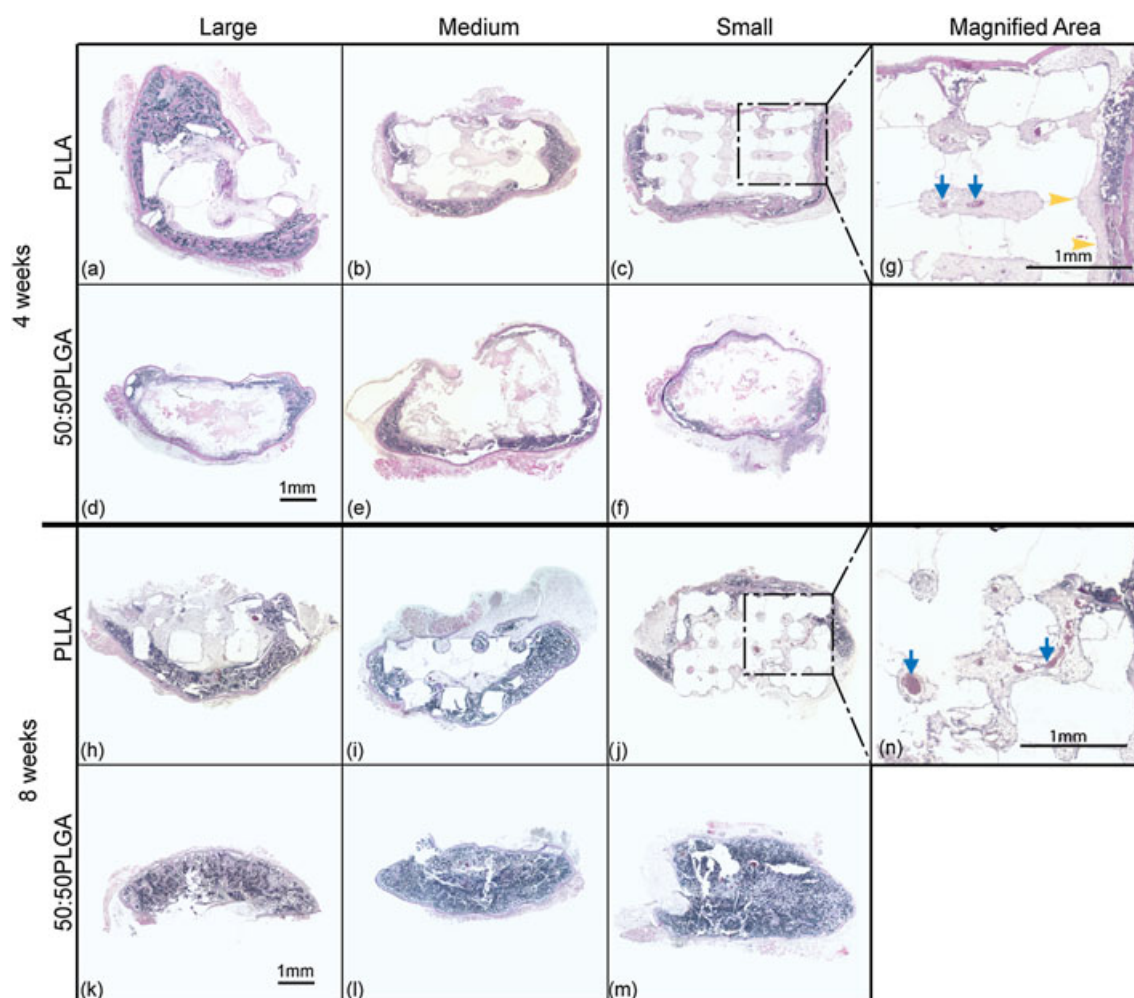 Large Medium Small Magnified Area
4 weeks
PLLA
(a) (b) (c) (g) 1mm
50:50PLGA
1mm
(d) (e) (f)
8 weeks
PLLA
(h) (i) (j) (n) 1mm
50:50PLGA
1mm
(k) (l) (m)